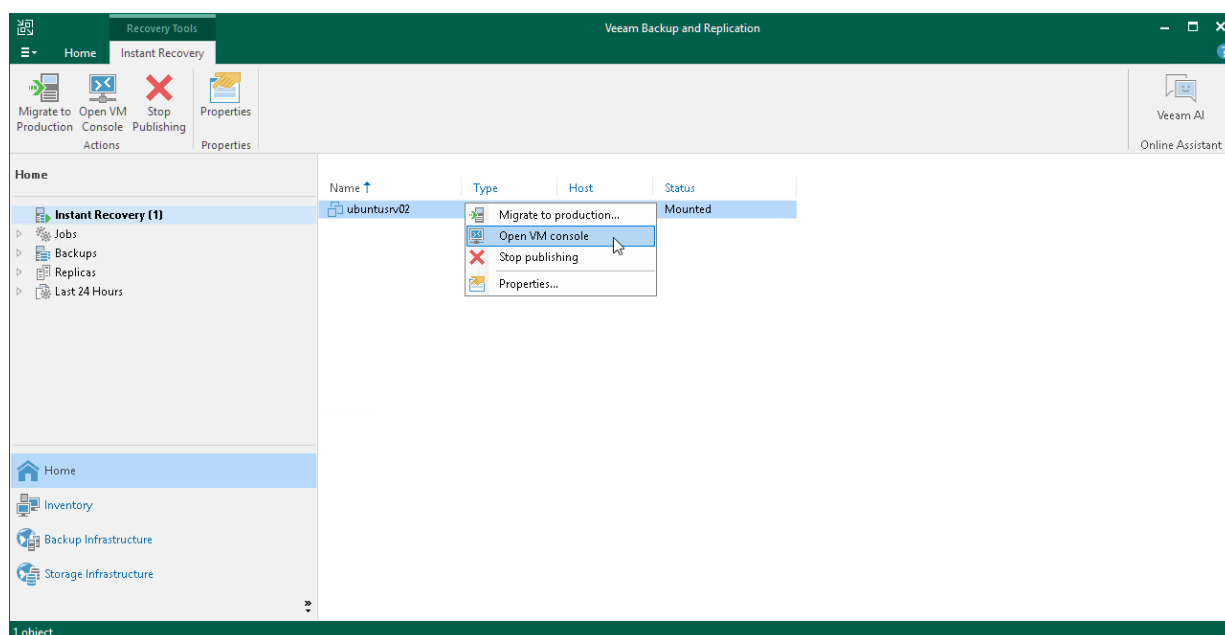 Recovery Tools
Veeam Backup and Replication
Home Instant Recovery
Migrate to Production
Open VM Console
Stop Publishing
Properties
Actions
Properties
Veeam AI
Online Assistant
Home
Instant Recovery (1)
Jobs
Backups
Replicas
Last 24 Hours
Name Type Host Status
ubuntusrv02 Mounted
Migrate to production...
Open VM console
Stop publishing
Properties...
Home
Inventory
Backup Infrastructure
Storage Infrastructure
1 object